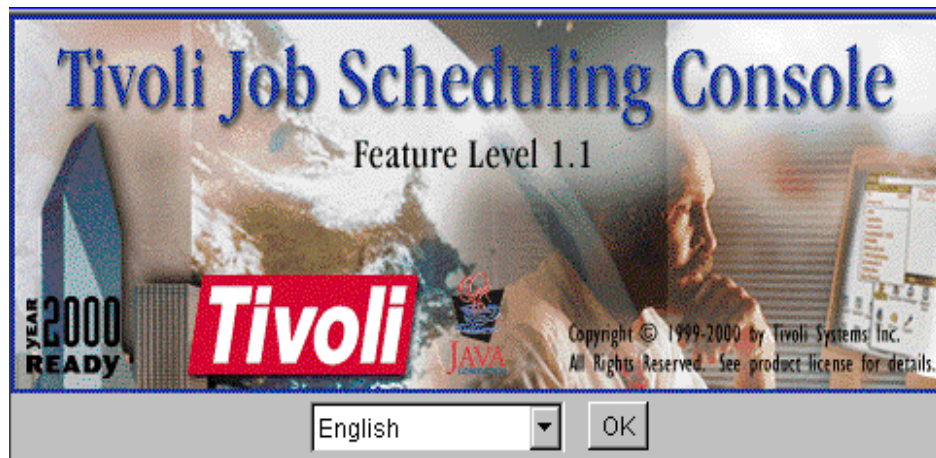 Tivoli Job Scheduling Console
Feature Level 1.1
YEAR 2000
READY
Tivoli
JAVA
Copyright © 1999-2000 by Tivoli Systems Inc.
All Rights Reserved. See product license for details.
English
OK